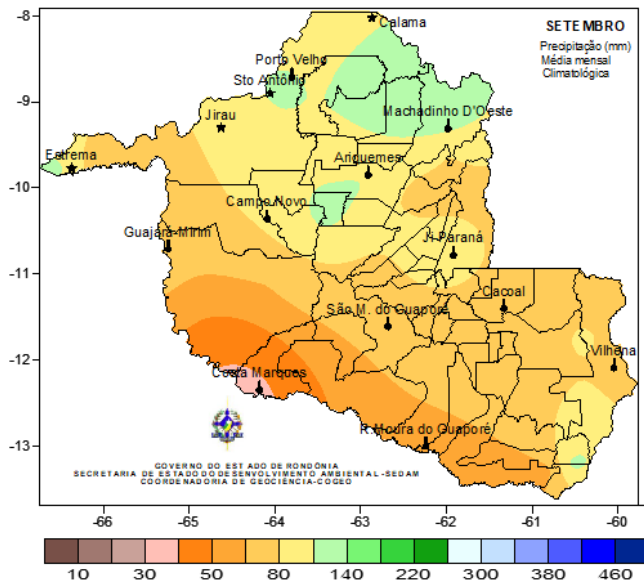 SETEMBRO
Precipitação (mm)
Média mensal
Climatológica
-8
-9
-10
-11
-12
-13
Calama
Porto Velho
Sto Antônio
Machadinho D'Oeste
Jirau
Extrema
Ariquemes
Campo Novo
Guajará-Mirim
Ji Paraná
Cacoal
São M. do Guaporé
Vilhena
Costa Marques
R.Moura do Guaporé
GOVERNO DO ESTADO DE RONDÔNIA
SECRETARIA DE ESTADO DO DESENVOLVIMENTO AMBIENTAL-SEDAM
COORDENADORIA DE GEOCIÊNCIA-COGEO
-66 -65 -64 -63 -62 -61 -60
10 30 50 80 140 220 300 380 460